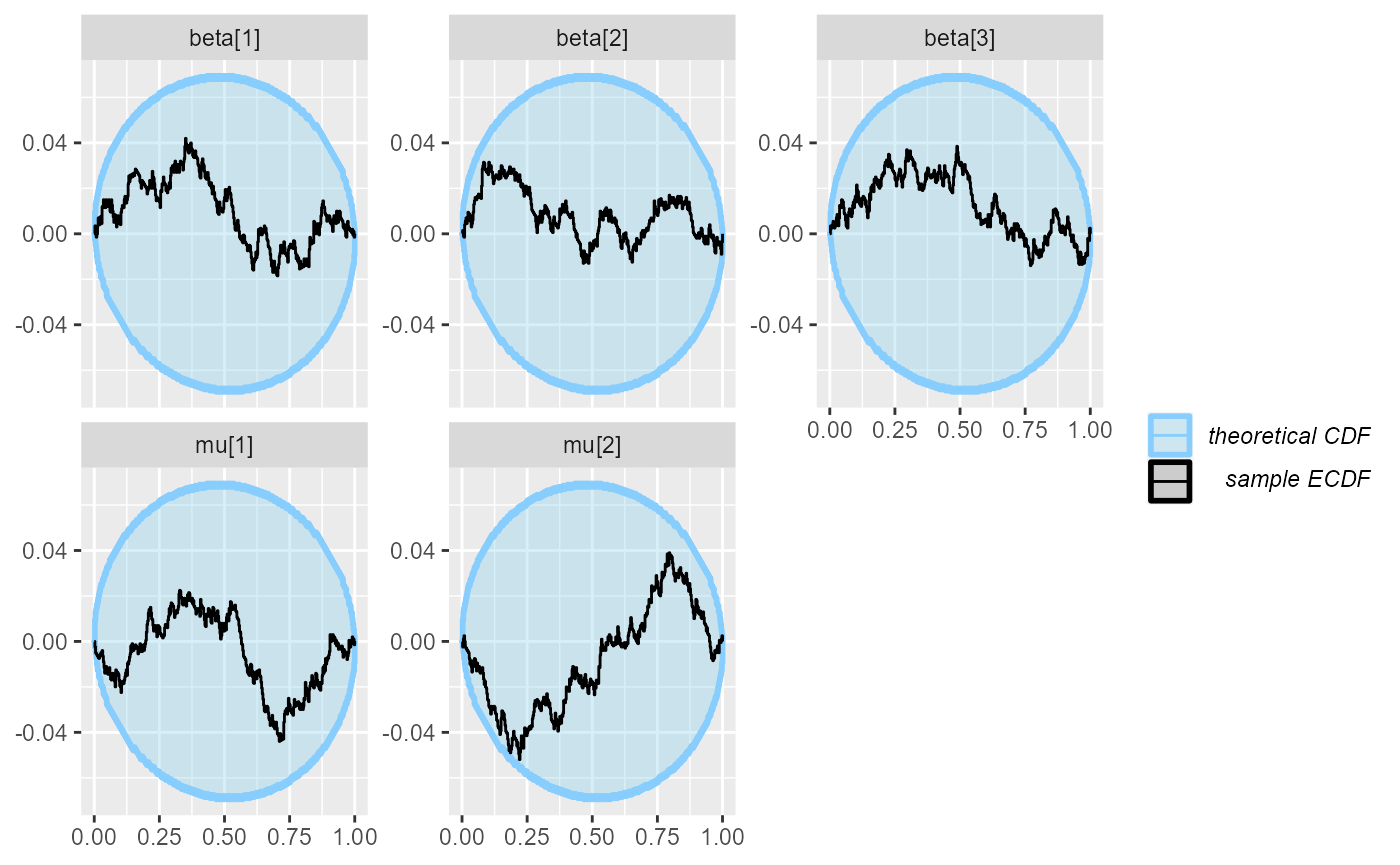 beta[1] beta[2] beta[3]
0.04 0.04 0.04
0.00 0.00 0.00
-0.04 -0.04 -0.04
0.00 0.25 0.50 0.75 1.00
mu[1] mu[2]
0.04 0.04
0.00 0.00
-0.04 -0.04
0.00 0.25 0.50 0.75 1.00 0.00 0.25 0.50 0.75 1.00
theoretical CDF
sample ECDF